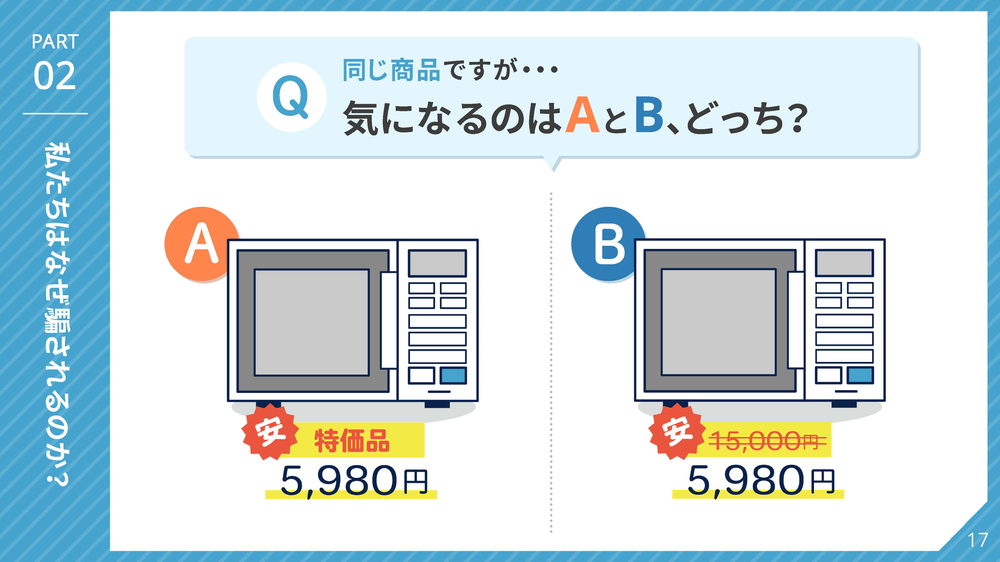 PART
02
私たちはなぜ騙されるのか？
Q
同じ商品ですが・・・
気になるのはAとB、どっち？
A
安
特価品
5,980円
B
安
15,000円
5,980円
17